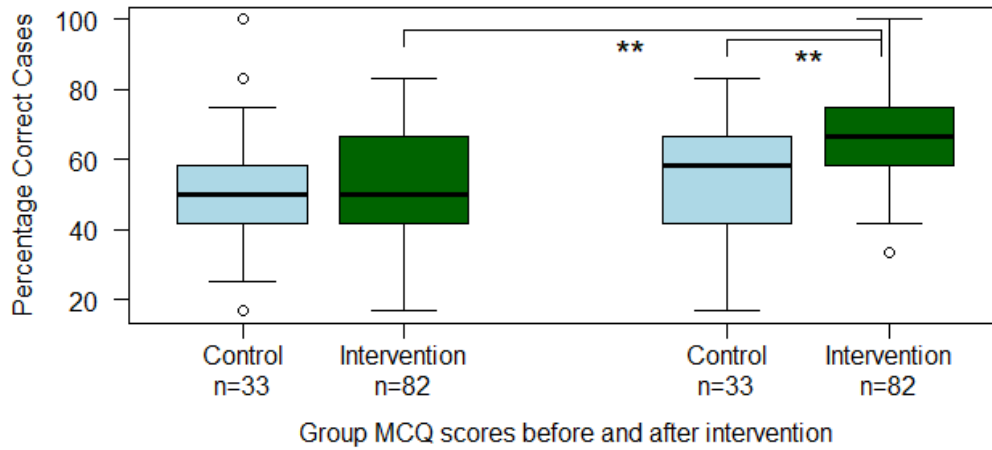 Percentage Correct Cases
100
80
60
40
20
**
**
Control
n=33
Intervention
n=82
Control
n=33
Intervention
n=82
Group MCQ scores before and after intervention